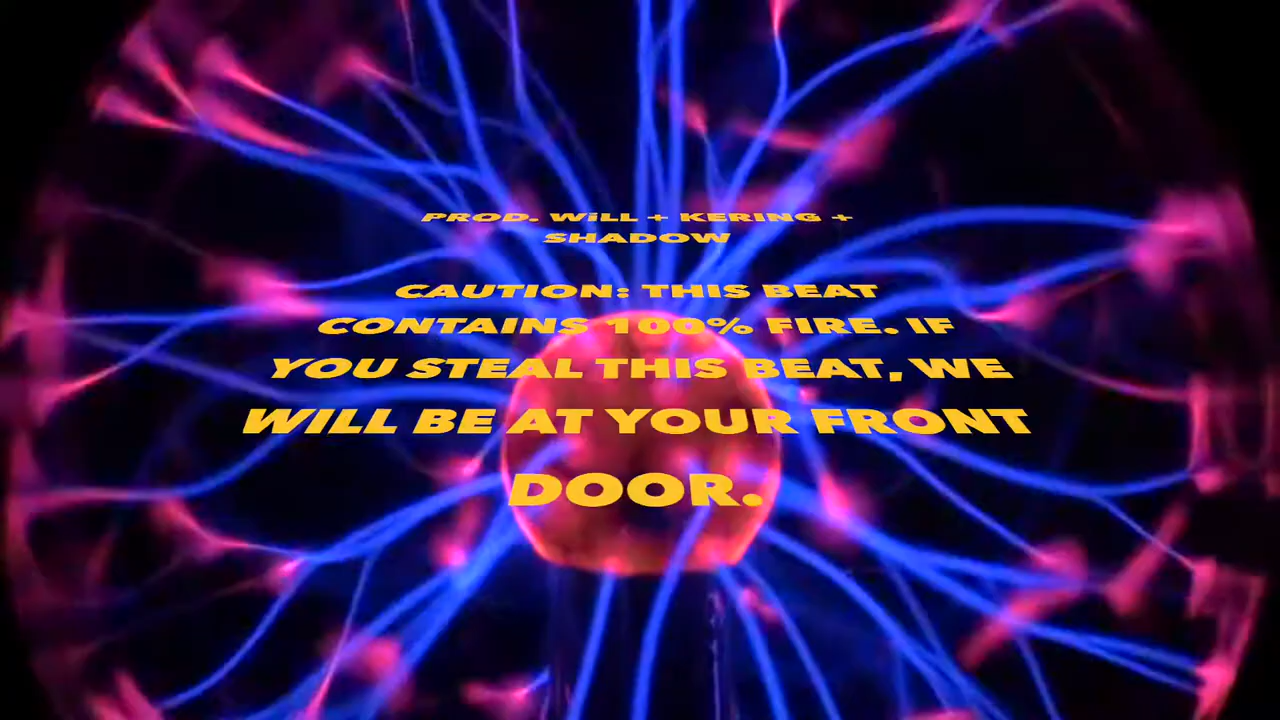 PROD. WiLL + KERING +
SHADOW
CAUTION: THIS BEAT
CONTAINS 100% FIRE. IF
YOU STEAL THIS BEAT, WE
WILL BE AT YOUR FRONT
DOOR.